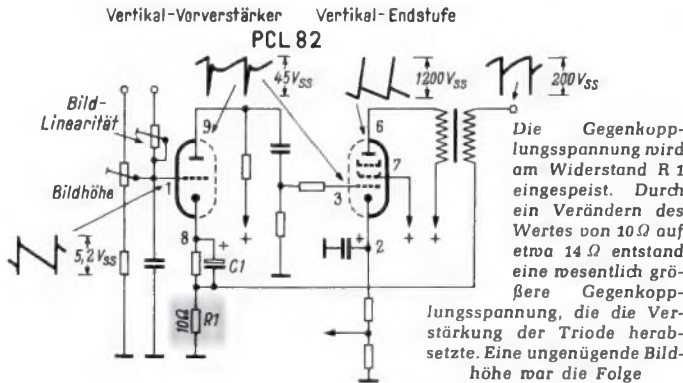 Vertikal-Vorverstärker Vertikal-Endstufe
PCL 82
45Vss
1200Vss
200Vss
Bild-
Linearität
9
6
7
Bildhöhe
1
3
5,2Vss
8
+
C1
+
2
+
+
+
10Ω
R1
Die Gegenkopp-
lungsspannung wird
am Widerstand R 1
eingespeist. Durch
ein Verändern des
Wertes von 10 Ω auf
etwa 14 Ω entstand
eine wesentlich grö-
ßere Gegenkopp-
lungsspannung, die die Ver-
stärkung der Triode herab-
setzte. Eine ungenügende Bild-
höhe war die Folge